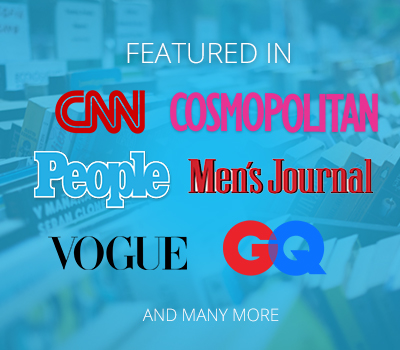 FEATURED IN
CNN COSMOPOLITAN
People Men's Journal
VOGUE GQ
AND MANY MORE